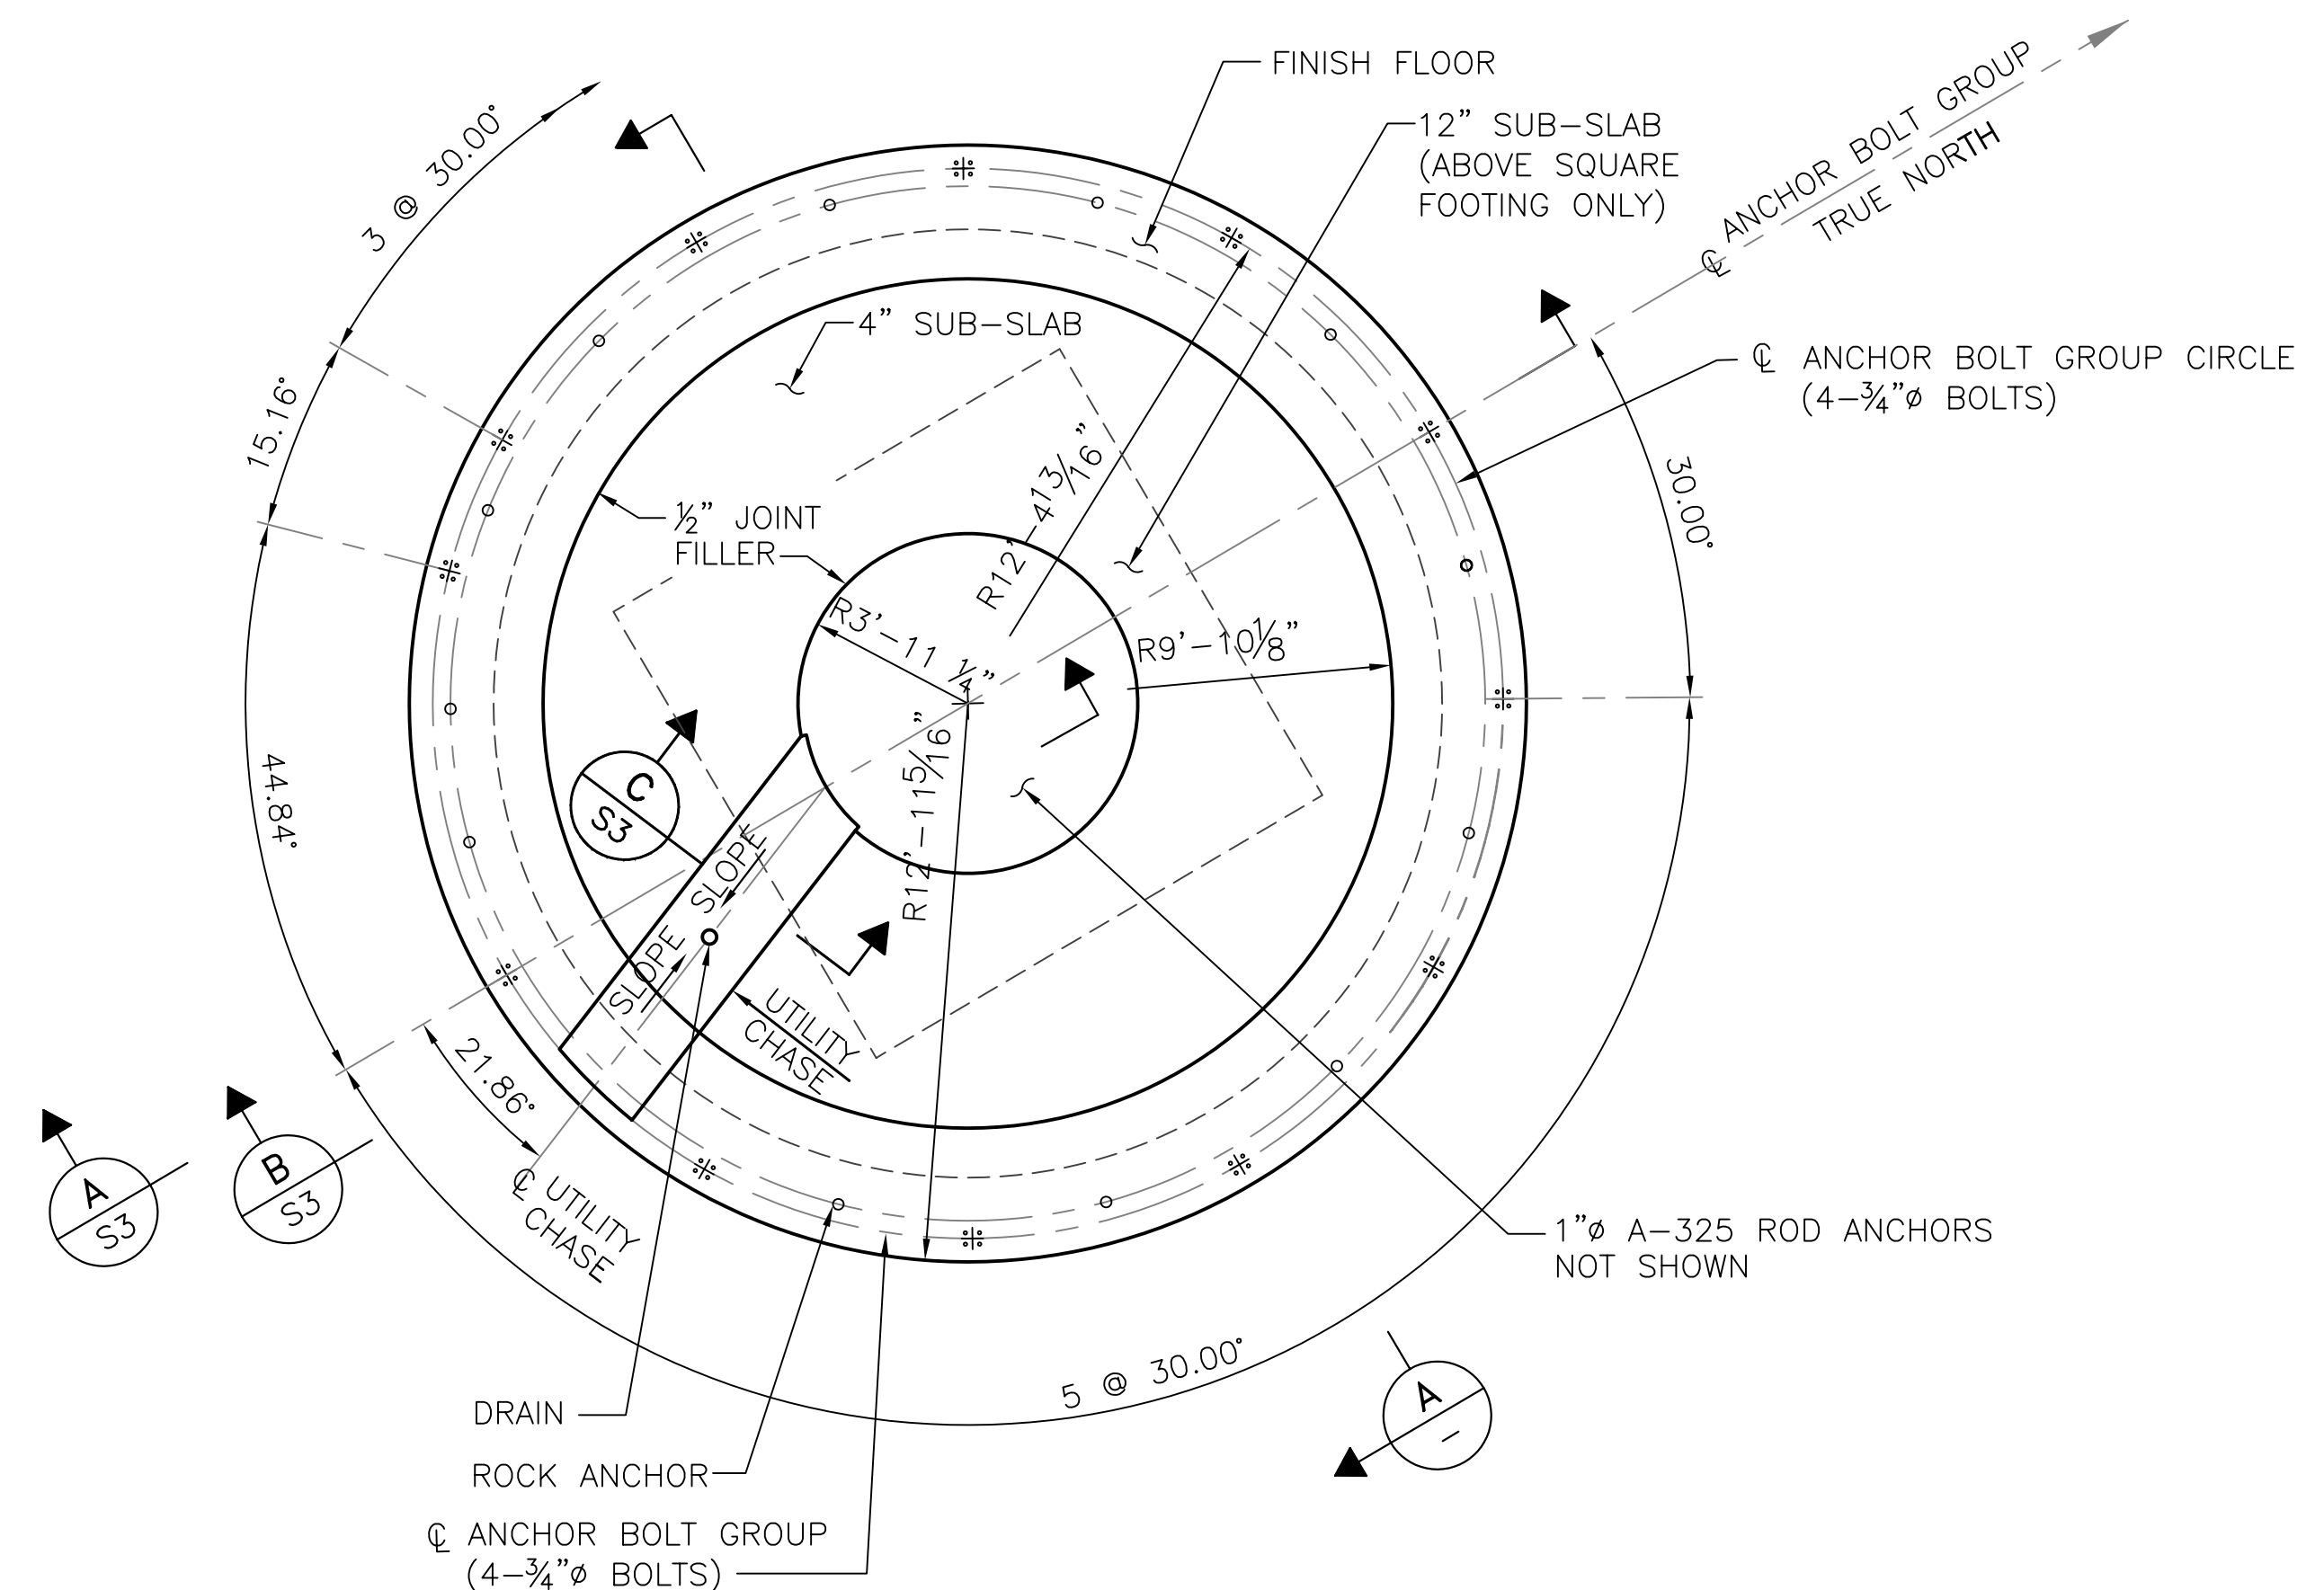 FINISH FLOOR
12” SUB-SLAB
(ABOVE SQUARE
FOOTING ONLY)
℄ ANCHOR BOLT GROUP
TRUE NORTH
3 @ 30.00°
4” SUB-SLAB
℄ ANCHOR BOLT GROUP CIRCLE
(4-¾”ø BOLTS)
15.16°
30.00°
½” JOINT
FILLER
R12'-4 13/16”
R3'-11 ¼”
R9'-10⅛”
R12'-11 5/16”
44.84°
C
S3
SLOPE
SLOPE
UTILITY
CHASE
21.86°
B
S3
A
S3
℄ UTILITY
CHASE
1”ø A-325 ROD ANCHORS
NOT SHOWN
5 @ 30.00°
A
-
DRAIN
ROCK ANCHOR
℄ ANCHOR BOLT GROUP
(4-¾”ø BOLTS)